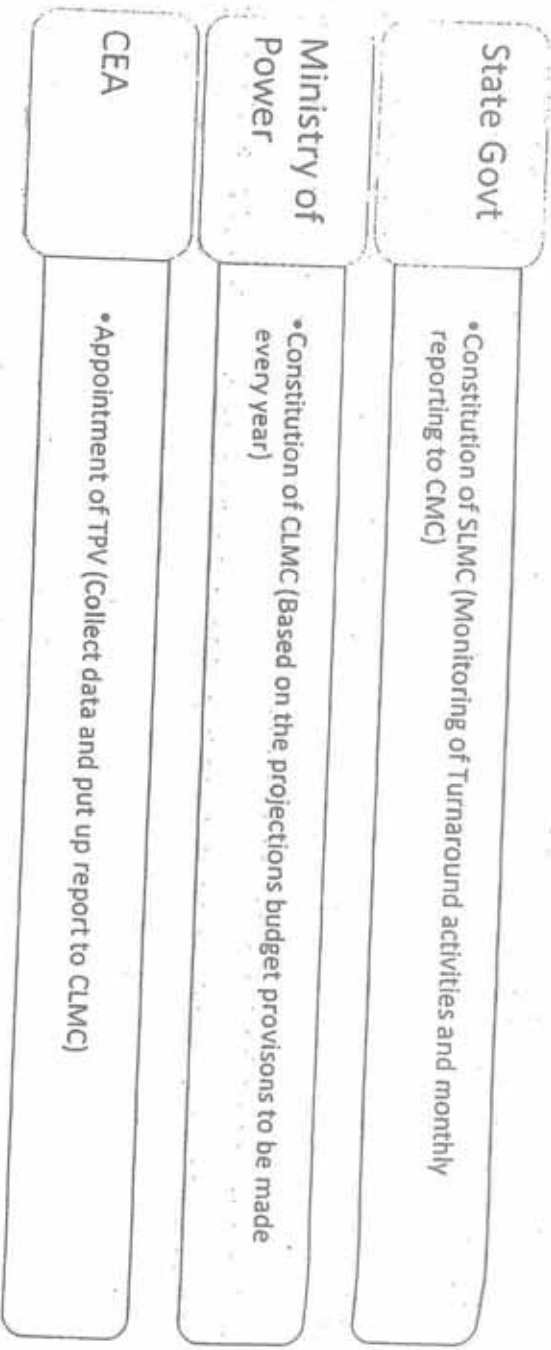 State Govt
•Constitution of SLMC (Monitoring of Turnaround activities and monthly
reporting to CMC)
Ministry of
Power
•Constitution of CLMC (Based on the projections budget provisons to be made
every year)
CEA
•Appointment of TPV (Collect data and put up report to CLMC)